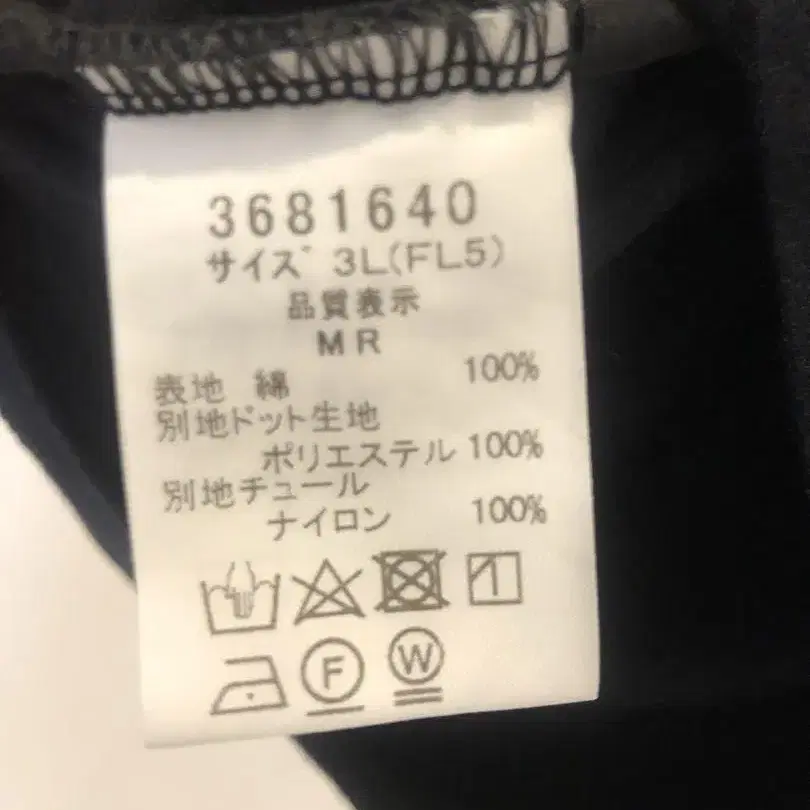 3681640
サイズ 3L(FL5)
品質表示
MR
表地 綿 100%
別地ドット生地
ポリエステル 100%
別地チュール
ナイロン 100%
F W